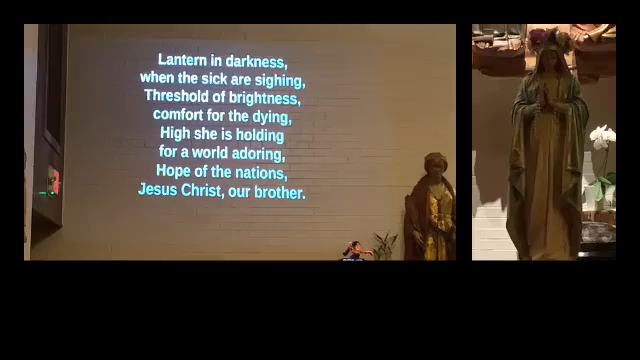 Lantern in darkness,
when the sick are sighing,
Threshold of brightness,
comfort for the dying,
High she is holding
for a world adoring,
Hope of the nations,
Jesus Christ, our brother.